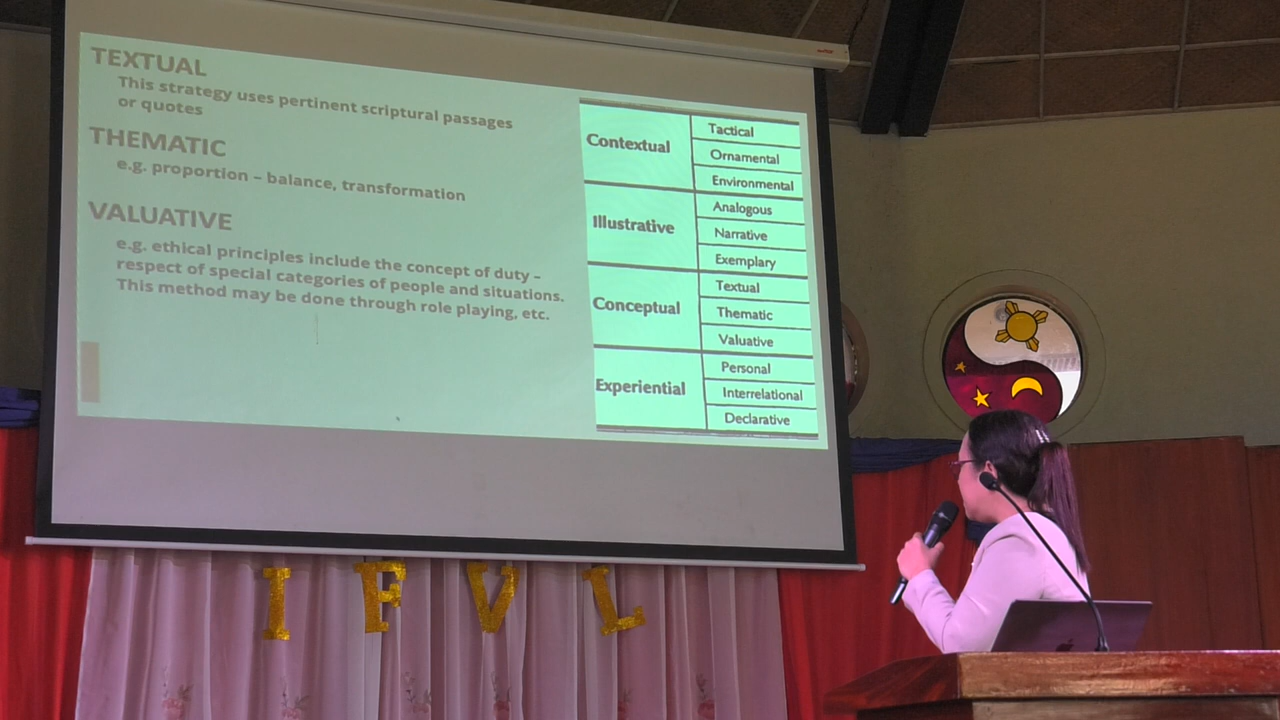 TEXTUAL
This strategy uses pertinent scriptural passages
or quotes
THEMATIC
e.g. proportion – balance, transformation
VALUATIVE
e.g. ethical principles include the concept of duty –
respect of special categories of people and situations.
This method may be done through role playing, etc.
Contextual
Tactical
Ornamental
Environmental
Illustrative
Analogous
Narrative
Exemplary
Conceptual
Textual
Thematic
Valuative
Experiential
Personal
Interrelational
Declarative
I F V L